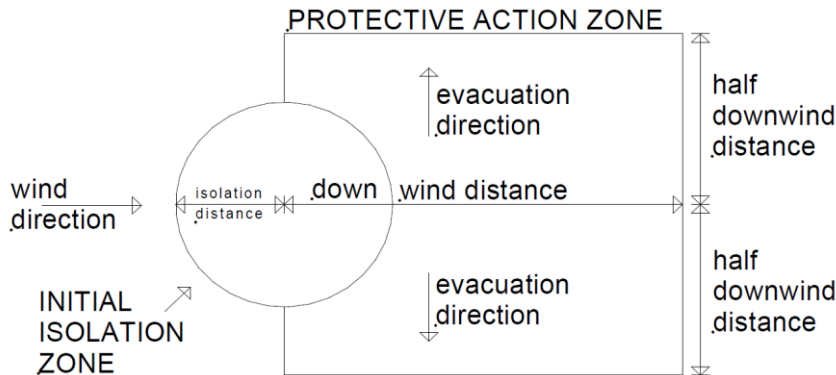 PROTECTIVE ACTION ZONE
evacuation
direction
half
downwind
distance
wind
direction
isolation
distance
down wind distance
evacuation
direction
half
downwind
distance
INITIAL
ISOLATION
ZONE